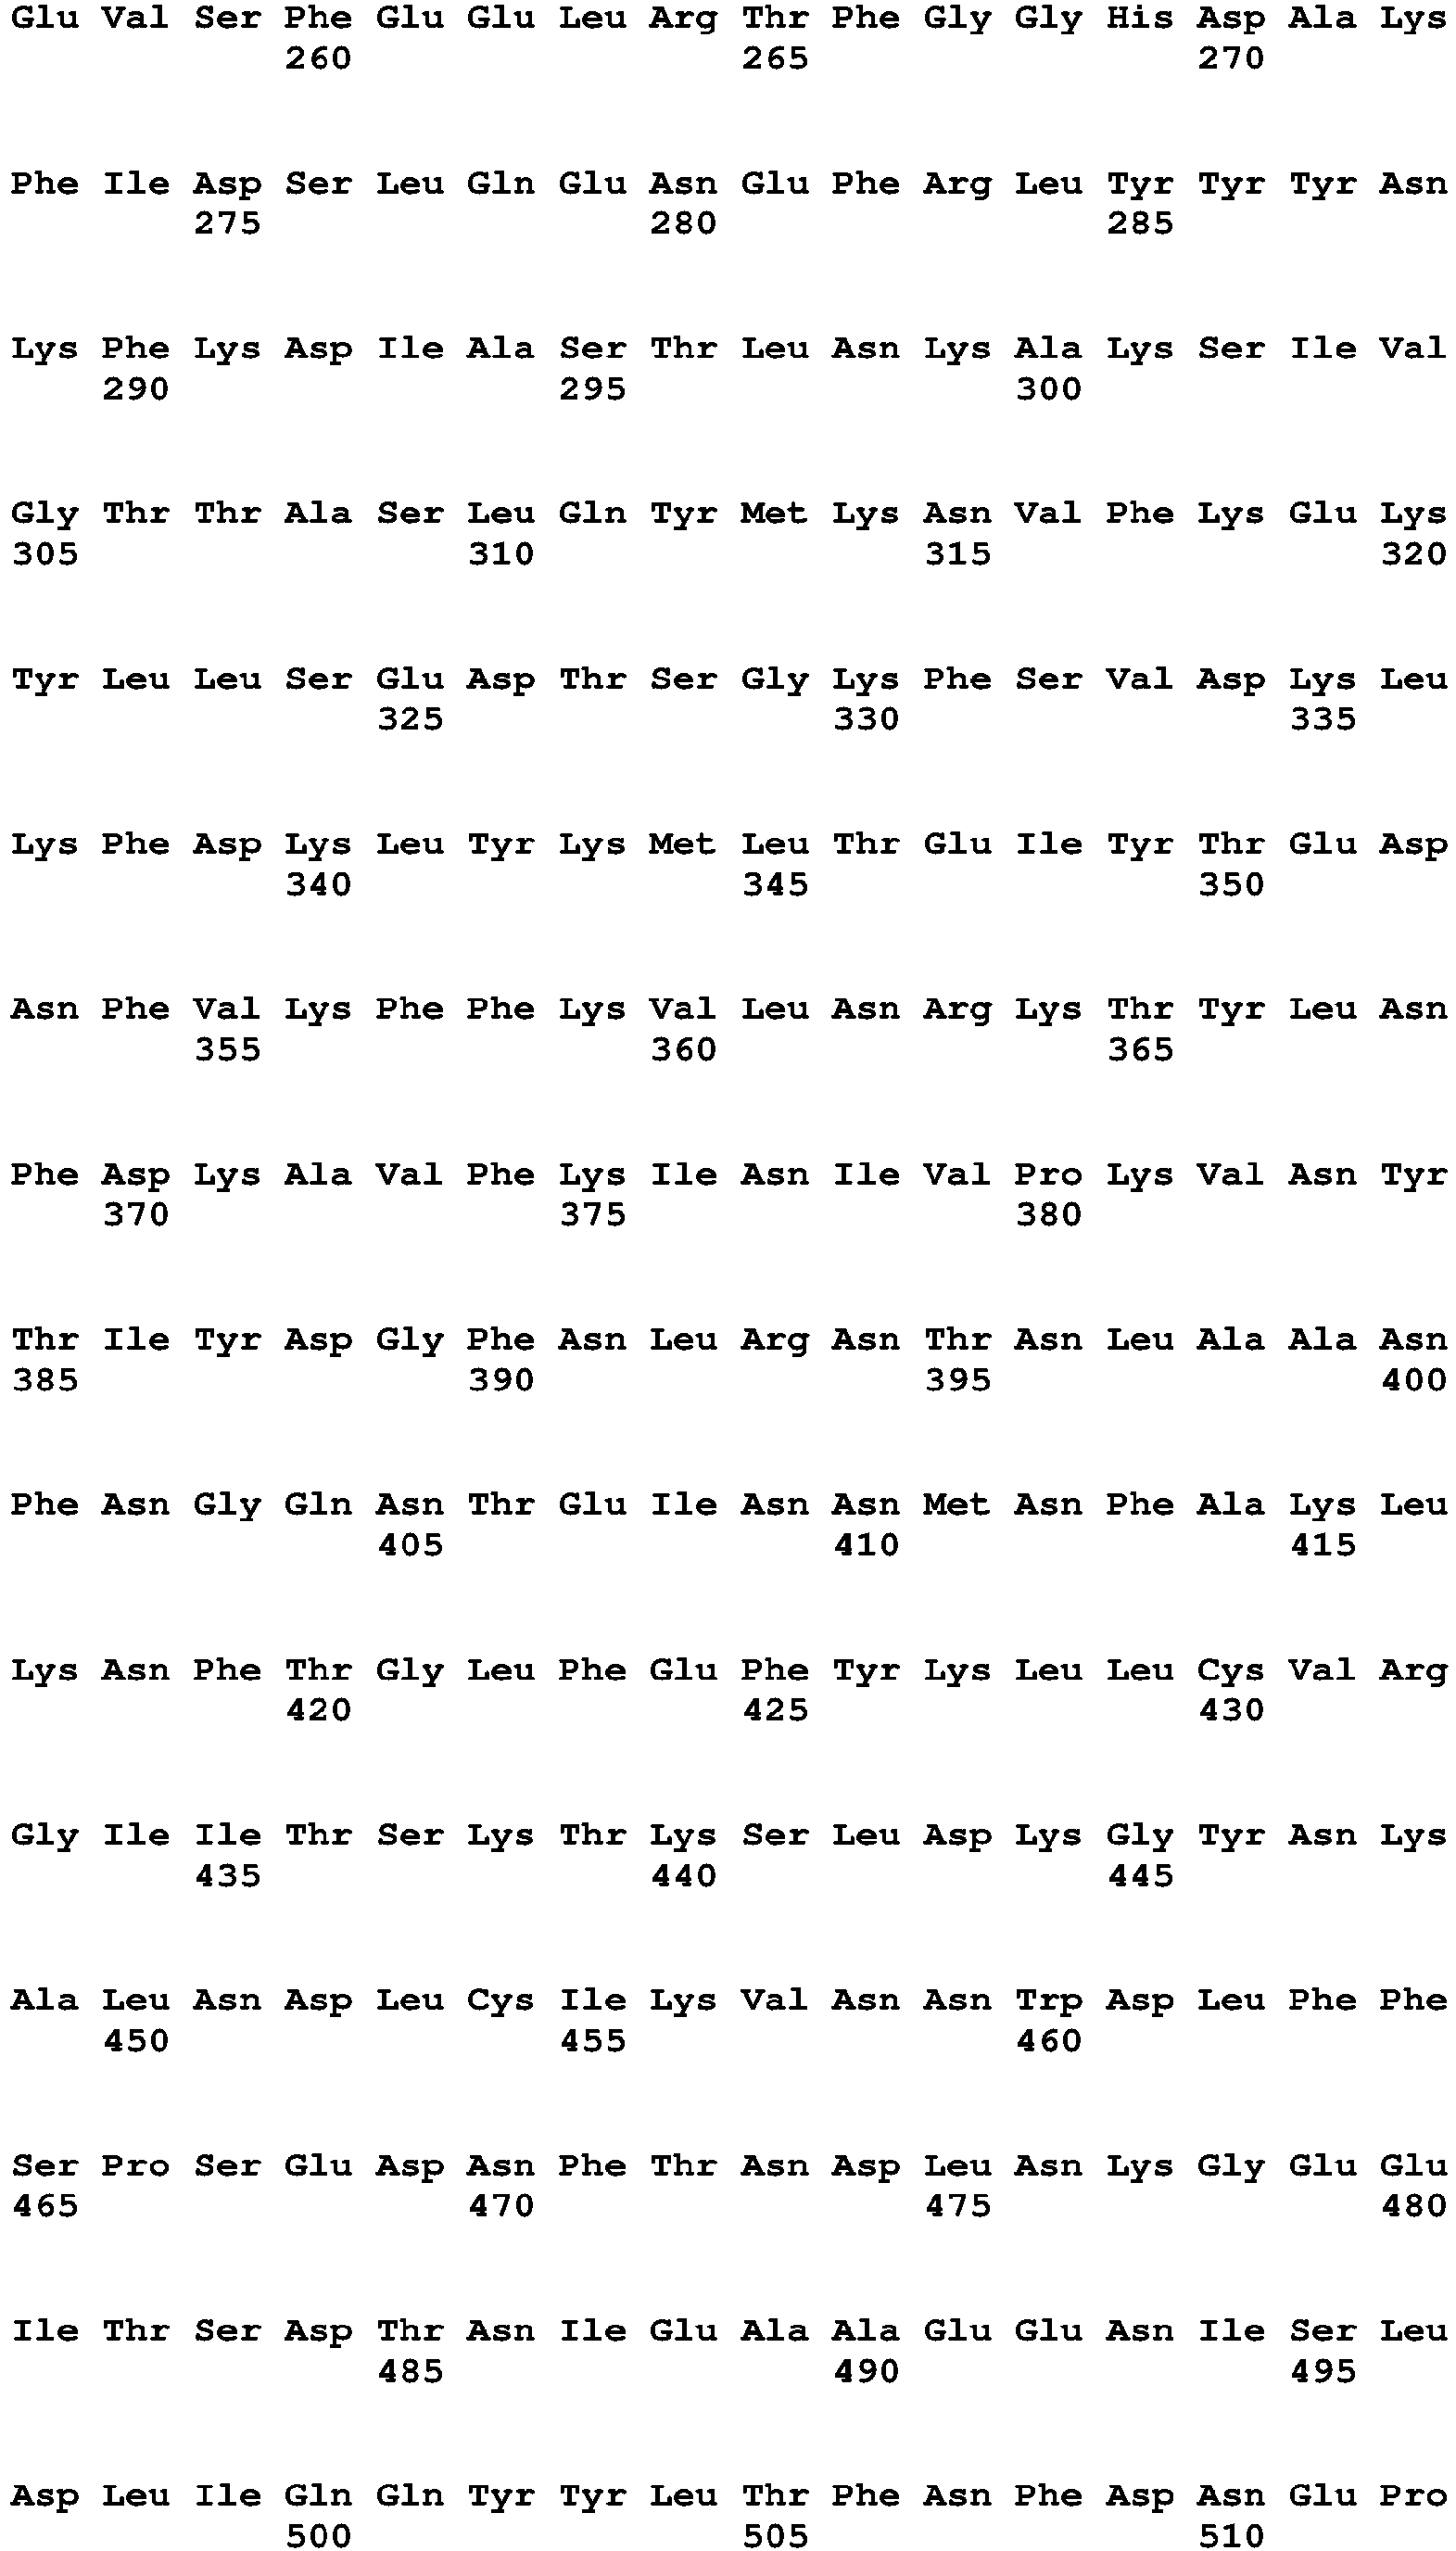 Glu Val Ser Phe Glu Glu Leu Arg Thr Phe Gly Gly His Asp Ala Lys
260 265 270
Phe Ile Asp Ser Leu Gln Glu Asn Glu Phe Arg Leu Tyr Tyr Tyr Asn
275 280 285
Lys Phe Lys Asp Ile Ala Ser Thr Leu Asn Lys Ala Lys Ser Ile Val
290 295 300
Gly Thr Thr Ala Ser Leu Gln Tyr Met Lys Asn Val Phe Lys Glu Lys
305 310 315 320
Tyr Leu Leu Ser Glu Asp Thr Ser Gly Lys Phe Ser Val Asp Lys Leu
325 330 335
Lys Phe Asp Lys Leu Tyr Lys Met Leu Thr Glu Ile Tyr Thr Glu Asp
340 345 350
Asn Phe Val Lys Phe Phe Lys Val Leu Asn Arg Lys Thr Tyr Leu Asn
355 360 365
Phe Asp Lys Ala Val Phe Lys Ile Asn Ile Val Pro Lys Val Asn Tyr
370 375 380
Thr Ile Tyr Asp Gly Phe Asn Leu Arg Asn Thr Asn Leu Ala Ala Asn
385 390 395 400
Phe Asn Gly Gln Asn Thr Glu Ile Asn Asn Met Asn Phe Ala Lys Leu
405 410 415
Lys Asn Phe Thr Gly Leu Phe Glu Phe Tyr Lys Leu Leu Cys Val Arg
420 425 430
Gly Ile Ile Thr Ser Lys Thr Lys Ser Leu Asp Lys Gly Tyr Asn Lys
435 440 445
Ala Leu Asn Asp Leu Cys Ile Lys Val Asn Asn Trp Asp Leu Phe Phe
450 455 460
Ser Pro Ser Glu Asp Asn Phe Thr Asn Asp Leu Asn Lys Gly Glu Glu
465 470 475 480
Ile Thr Ser Asp Thr Asn Ile Glu Ala Ala Glu Glu Asn Ile Ser Leu
485 490 495
Asp Leu Ile Gln Gln Tyr Tyr Leu Thr Phe Asn Phe Asp Asn Glu Pro
500 505 510